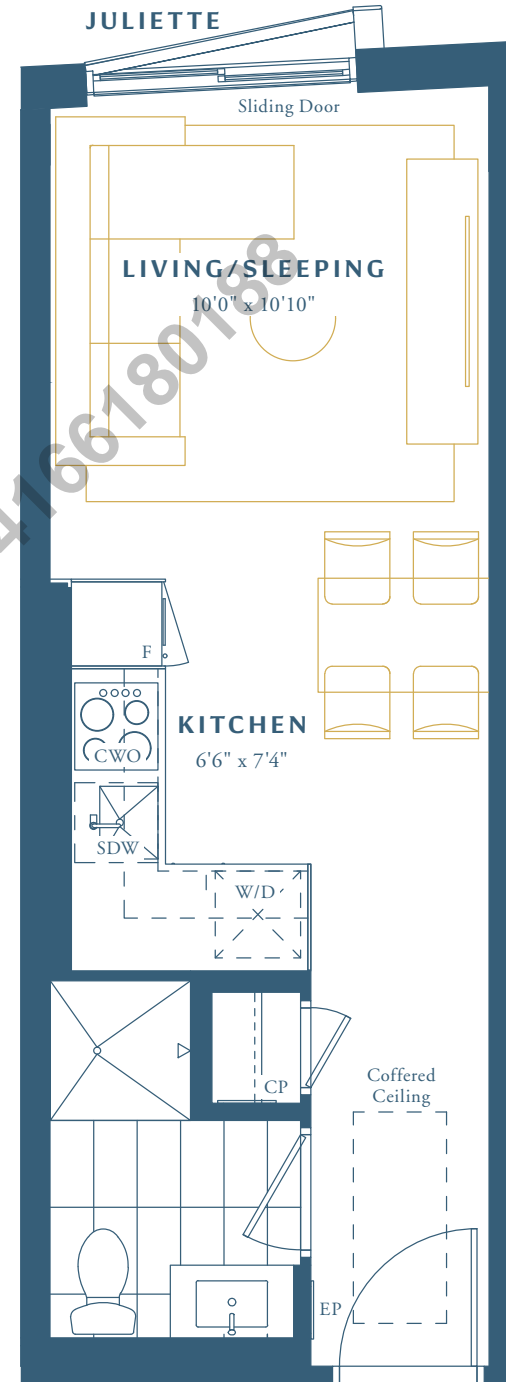 JULIETTE
Sliding Door
LIVING/SLEEPING
10'0" x 10'10"
4166180188
F
KITCHEN
CWO
6'6" x 7'4"
SDW
W/D
CP
Coffered
Ceiling
EP